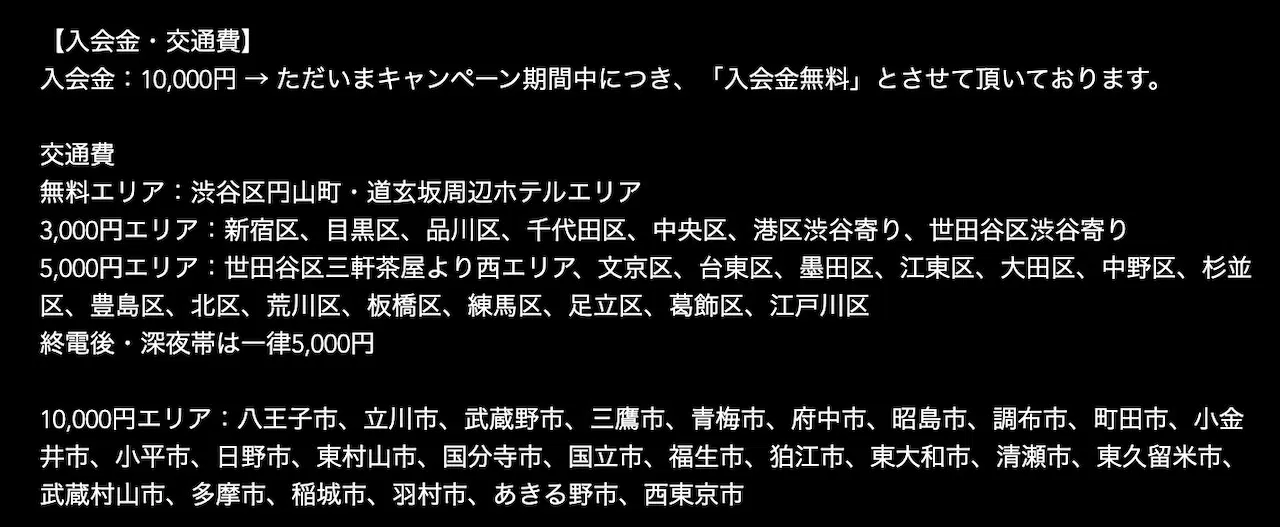 【入会金・交通費】
入会金：10,000円 → ただいまキャンペーン期間中につき、「入会金無料」とさせて頂いております。
交通費
無料エリア：渋谷区円山町・道玄坂周辺ホテルエリア
3,000円エリア：新宿区、目黒区、品川区、千代田区、中央区、港区渋谷寄り、世田谷区渋谷寄り
5,000円エリア：世田谷区三軒茶屋より西エリア、文京区、台東区、墨田区、江東区、大田区、中野区、杉並
区、豊島区、北区、荒川区、板橋区、練馬区、足立区、葛飾区、江戸川区
終電後・深夜帯は一律5,000円
10,000円エリア：八王子市、立川市、武蔵野市、三鷹市、青梅市、府中市、昭島市、調布市、町田市、小金
井市、小平市、日野市、東村山市、国分寺市、国立市、福生市、狛江市、東大和市、清瀬市、東久留米市、
武蔵村山市、多摩市、稲城市、羽村市、あきる野市、西東京市